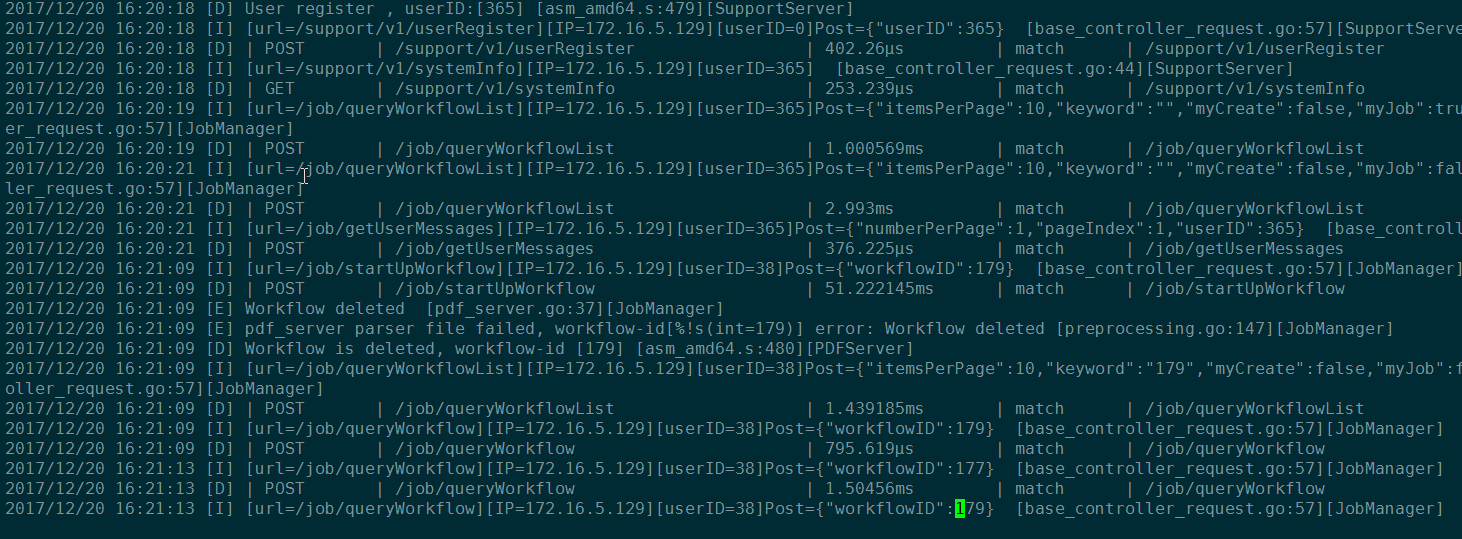 2017/12/20 16:20:18 [D] User register , userID:[365] [asm_amd64.s:479][SupportServer]
2017/12/20 16:20:18 [I] [url=/support/v1/userRegister][IP=172.16.5.129][userID=0]Post={"userID":365}  [base_controller_request.go:57][SupportServe
2017/12/20 16:20:18 [D] | POST      | /support/v1/userRegister                 | 402.26µs        | match      | /support/v1/userRegister
2017/12/20 16:20:18 [I] [url=/support/v1/systemInfo][IP=172.16.5.129][userID=365]  [base_controller_request.go:44][SupportServer]
2017/12/20 16:20:18 [D] | GET       | /support/v1/systemInfo                   | 253.239µs       | match      | /support/v1/systemInfo
2017/12/20 16:20:19 [I] [url=/job/queryWorkflowList][IP=172.16.5.129][userID=365]Post={"itemsPerPage":10,"keyword":"","myCreate":false,"myJob":tru
er_request.go:57][JobManager]
2017/12/20 16:20:19 [D] | POST      | /job/queryWorkflowList                   | 1.000569ms      | match      | /job/queryWorkflowList
2017/12/20 16:20:21 [I] [url=/job/queryWorkflowList][IP=172.16.5.129][userID=365]Post={"itemsPerPage":10,"keyword":"","myCreate":false,"myJob":fal
ler_request.go:57][JobManager]
2017/12/20 16:20:21 [D] | POST      | /job/queryWorkflowList                   | 2.993ms         | match      | /job/queryWorkflowList
2017/12/20 16:20:21 [I] [url=/job/getUserMessages][IP=172.16.5.129][userID=365]Post={"numberPerPage":1,"pageIndex":1,"userID":365}  [base_controll
2017/12/20 16:20:21 [D] | POST      | /job/getUserMessages                     | 376.225µs       | match      | /job/getUserMessages
2017/12/20 16:21:09 [I] [url=/job/startUpWorkflow][IP=172.16.5.129][userID=38]Post={"workflowID":179}  [base_controller_request.go:57][JobManager]
2017/12/20 16:21:09 [D] | POST      | /job/startUpWorkflow                     | 51.222145ms     | match      | /job/startUpWorkflow
2017/12/20 16:21:09 [E] Workflow deleted  [pdf_server.go:37][JobManager]
2017/12/20 16:21:09 [E] pdf_server parser file failed, workflow-id[%!s(int=179)] error: Workflow deleted [preprocessing.go:147][JobManager]
2017/12/20 16:21:09 [D] Workflow is deleted, workflow-id [179] [asm_amd64.s:480][PDFServer]
2017/12/20 16:21:09 [I] [url=/job/queryWorkflowList][IP=172.16.5.129][userID=38]Post={"itemsPerPage":10,"keyword":"179","myCreate":false,"myJob":f
oller_request.go:57][JobManager]
2017/12/20 16:21:09 [D] | POST      | /job/queryWorkflowList                   | 1.439185ms      | match      | /job/queryWorkflowList
2017/12/20 16:21:09 [I] [url=/job/queryWorkflow][IP=172.16.5.129][userID=38]Post={"workflowID":179}  [base_controller_request.go:57][JobManager]
2017/12/20 16:21:09 [D] | POST      | /job/queryWorkflow                       | 795.619µs       | match      | /job/queryWorkflow
2017/12/20 16:21:13 [I] [url=/job/queryWorkflow][IP=172.16.5.129][userID=38]Post={"workflowID":177}  [base_controller_request.go:57][JobManager]
2017/12/20 16:21:13 [D] | POST      | /job/queryWorkflow                       | 1.50456ms       | match      | /job/queryWorkflow
2017/12/20 16:21:13 [I] [url=/job/queryWorkflow][IP=172.16.5.129][userID=38]Post={"workflowID":179}  [base_controller_request.go:57][JobManager]